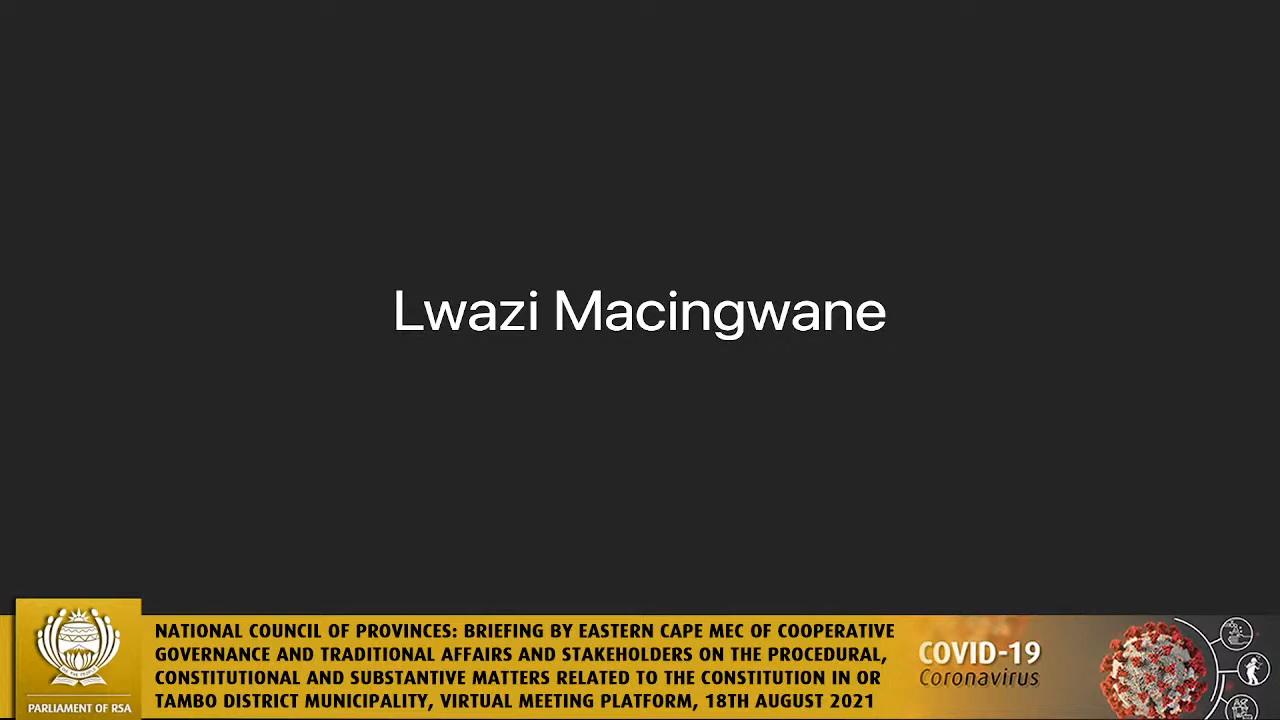 Lwazi Macingwane
NATIONAL COUNCIL OF PROVINCES: BRIEFING BY EASTERN CAPE MEC OF COOPERATIVE
GOVERNANCE AND TRADITIONAL AFFAIRS AND STAKEHOLDERS ON THE PROCEDURAL,
CONSTITUTIONAL AND SUBSTANTIVE MATTERS RELATED TO THE CONSTITUTION IN OR
TAMBO DISTRICT MUNICIPALITY, VIRTUAL MEETING PLATFORM, 18TH AUGUST 2021
PARLIAMENT OF RSA
COVID-19
Coronavirus